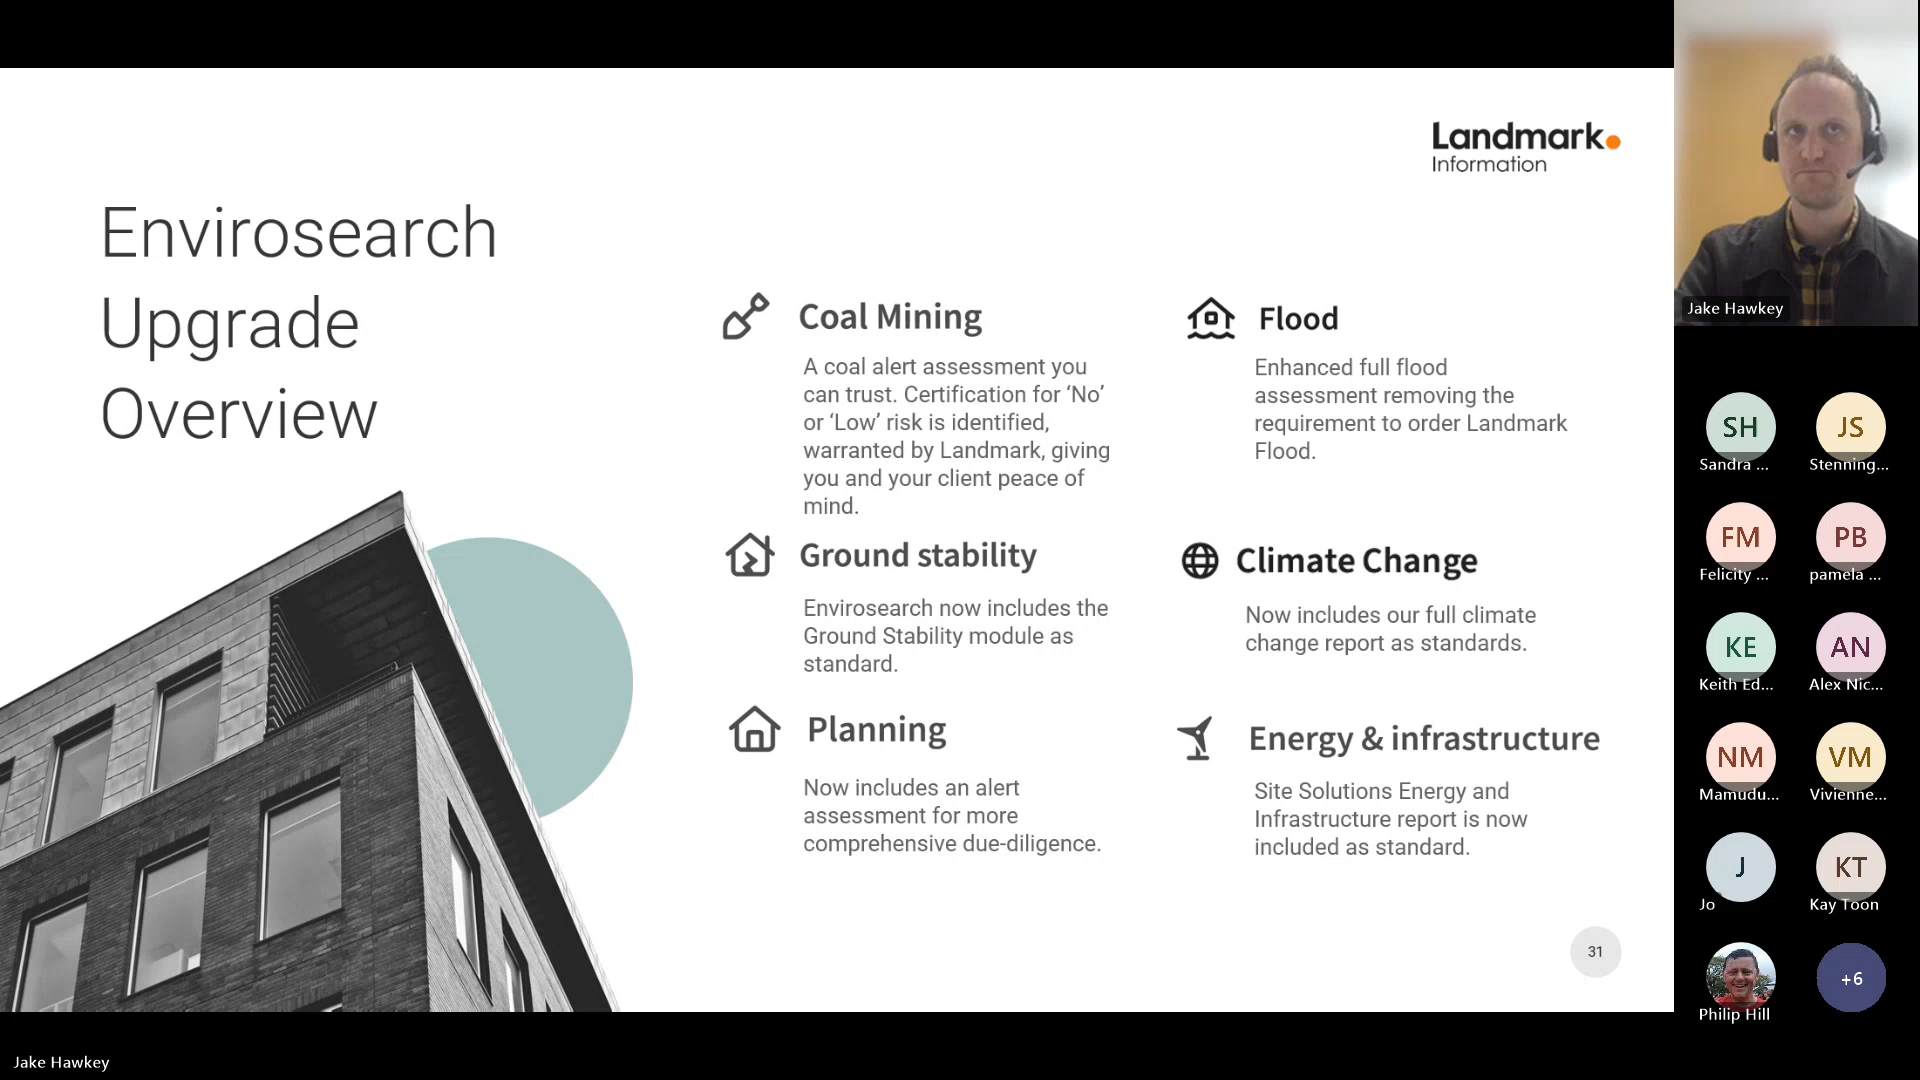 Landmark
Information
Envirosearch
Upgrade
Overview
Coal Mining
A coal alert assessment you
can trust. Certification for ‘No’
or ‘Low’ risk is identified,
warranted by Landmark, giving
you and your client peace of
mind.
Ground stability
Envirosearch now includes the
Ground Stability module as
standard.
Planning
Now includes an alert
assessment for more
comprehensive due-diligence.
Flood
Enhanced full flood
assessment removing the
requirement to order Landmark
Flood.
Climate Change
Now includes our full climate
change report as standards.
Energy & infrastructure
Site Solutions Energy and
Infrastructure report is now
included as standard.
31
Jake Hawkey
Jake Hawkey
SH
Sandra ...
JS
Stenning...
FM
Felicity ...
PB
pamela ...
KE
Keith Ed...
AN
Alex Nic...
NM
Mamudu...
VM
Vivienne...
J
Jo
KT
Kay Toon
Philip Hill
+6